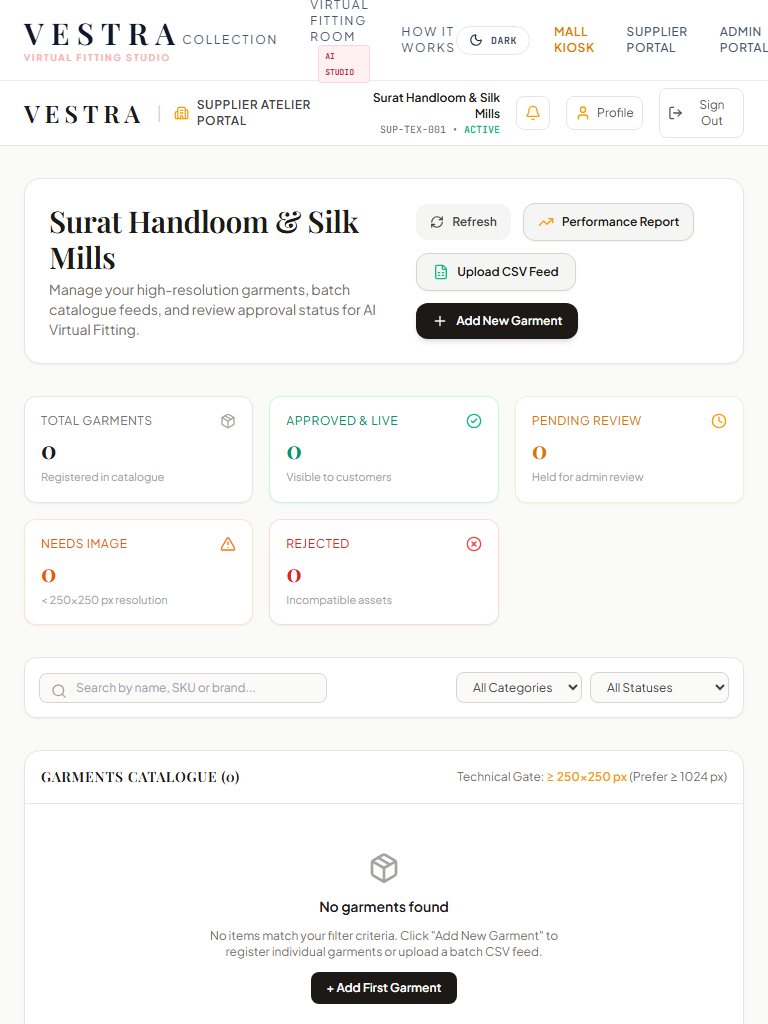 VESTRA
VIRTUAL FITTING STUDIO
COLLECTION
VIRTUAL
FITTING
ROOM
AI
STUDIO
HOW IT
WORKS
DARK
MALL
KIOSK
SUPPLIER
PORTAL
ADMIN
PORTAL
VESTRA
SUPPLIER ATELIER
PORTAL
Surat Handloom & Silk
Mills
SUP-TEX-001 • ACTIVE
Profile
Sign
Out
Surat Handloom & Silk
Mills
Manage your high-resolution garments, batch
catalogue feeds, and review approval status for AI
Virtual Fitting.
Refresh
Performance Report
Upload CSV Feed
Add New Garment
TOTAL GARMENTS
0
Registered in catalogue
APPROVED & LIVE
0
Visible to customers
PENDING REVIEW
0
Held for admin review
NEEDS IMAGE
0
< 250×250 px resolution
REJECTED
0
Incompatible assets
Search by name, SKU or brand...
All Categories
All Statuses
GARMENTS CATALOGUE (0)
Technical Gate: ≥ 250×250 px (Prefer ≥ 1024 px)
No garments found
No items match your filter criteria. Click "Add New Garment" to
register individual garments or upload a batch CSV feed.
+ Add First Garment